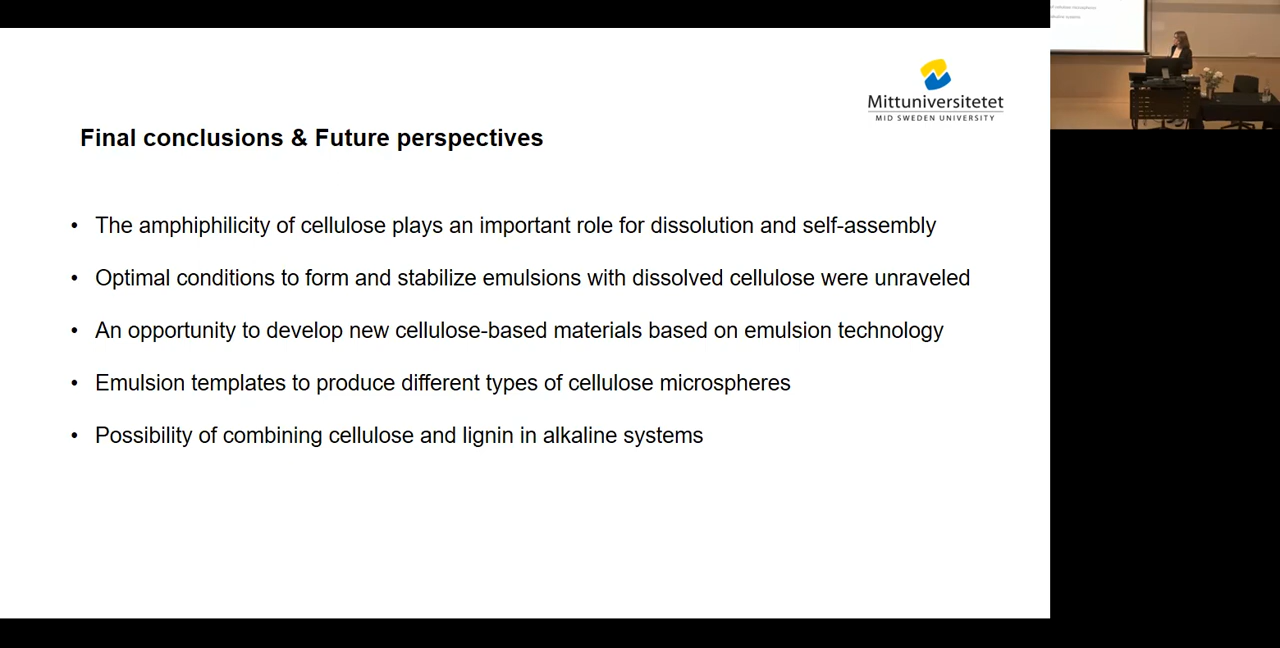 Mittuniversitetet
MID SWEDEN UNIVERSITY
Final conclusions & Future perspectives
• The amphiphilicity of cellulose plays an important role for dissolution and self-assembly
• Optimal conditions to form and stabilize emulsions with dissolved cellulose were unraveled
• An opportunity to develop new cellulose-based materials based on emulsion technology
• Emulsion templates to produce different types of cellulose microspheres
• Possibility of combining cellulose and lignin in alkaline systems